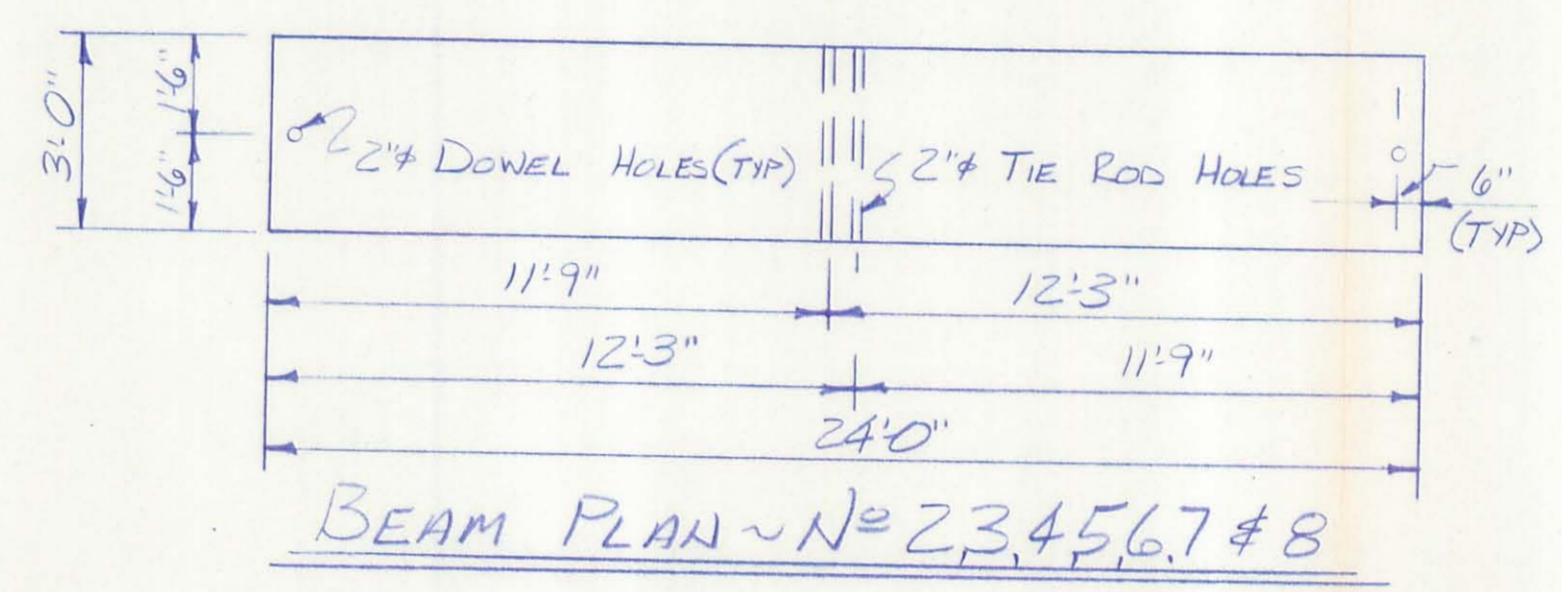 3'-0"
1'-6"
1'-6"
2"ϕ DOWEL HOLES (TYP)
2"ϕ TIE ROD HOLES
6"
(TYP)
11'-9"
12'-3"
12'-3"
11'-9"
24'-0"
BEAM PLAN ~ Nº 2,3,4,5,6,7 & 8